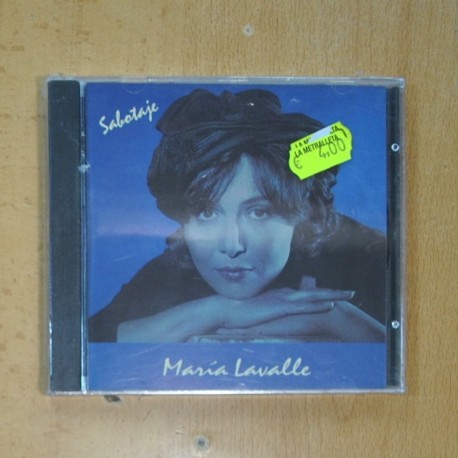 Sabotaje
LA METRALLETA
€ 4,00
María Lavalle